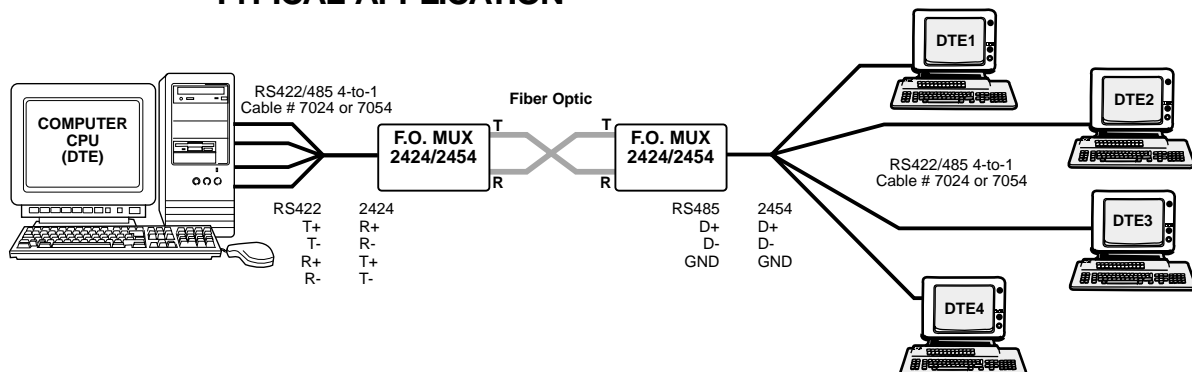 TYPICAL APPLICATION
COMPUTER
CPU
(DTE)
RS422/485 4-to-1
Cable # 7024 or 7054
F.O. MUX
2424/2454
T
R
Fiber Optic
T
R
F.O. MUX
2424/2454
RS422 2424
T+ R+
T- R-
R+ T+
R- T-
RS485 2454
D+ D+
D- D-
GND GND
RS422/485 4-to-1
Cable # 7024 or 7054
DTE1
DTE2
DTE3
DTE4